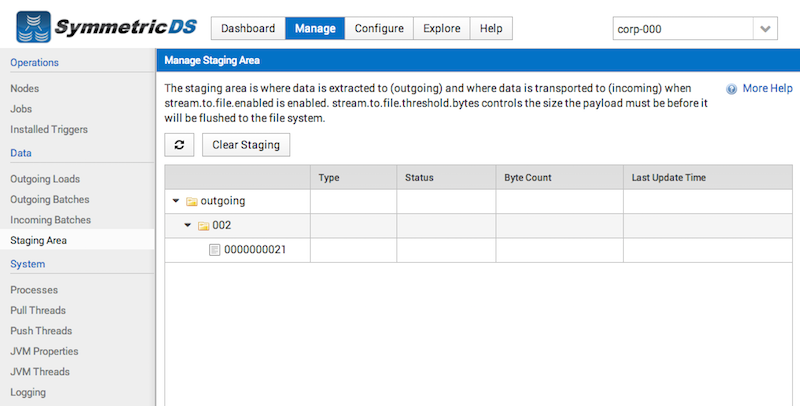 SymmetricDS
Dashboard Manage Configure Explore Help
corp-000
Operations
Nodes
Jobs
Installed Triggers
Data
Outgoing Loads
Outgoing Batches
Incoming Batches
Staging Area
System
Processes
Pull Threads
Push Threads
JVM Properties
JVM Threads
Logging
Manage Staging Area
The staging area is where data is extracted to (outgoing) and where data is transported to (incoming) when
stream.to.file.enabled is enabled. stream.to.file.threshold.bytes controls the size the payload must be before it
will be flushed to the file system.
More Help
Clear Staging
Type Status Byte Count Last Update Time
outgoing
002
0000000021